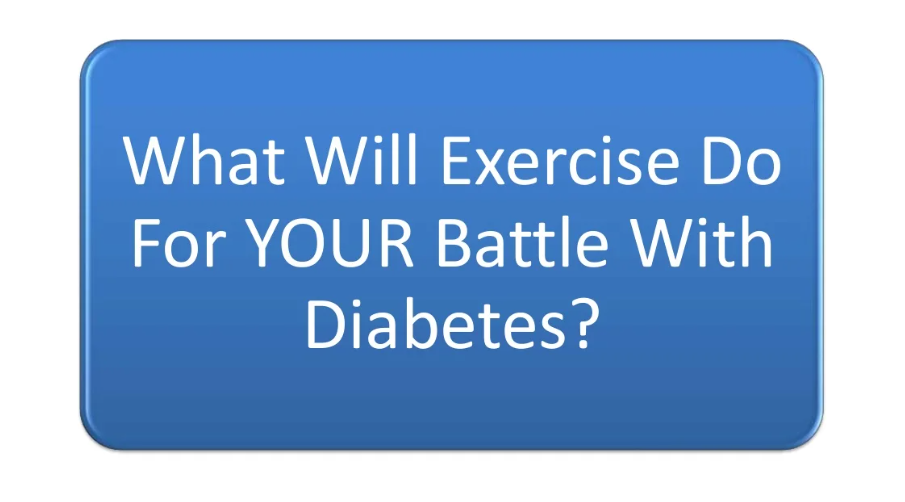 What Will Exercise Do
For YOUR Battle With
Diabetes?